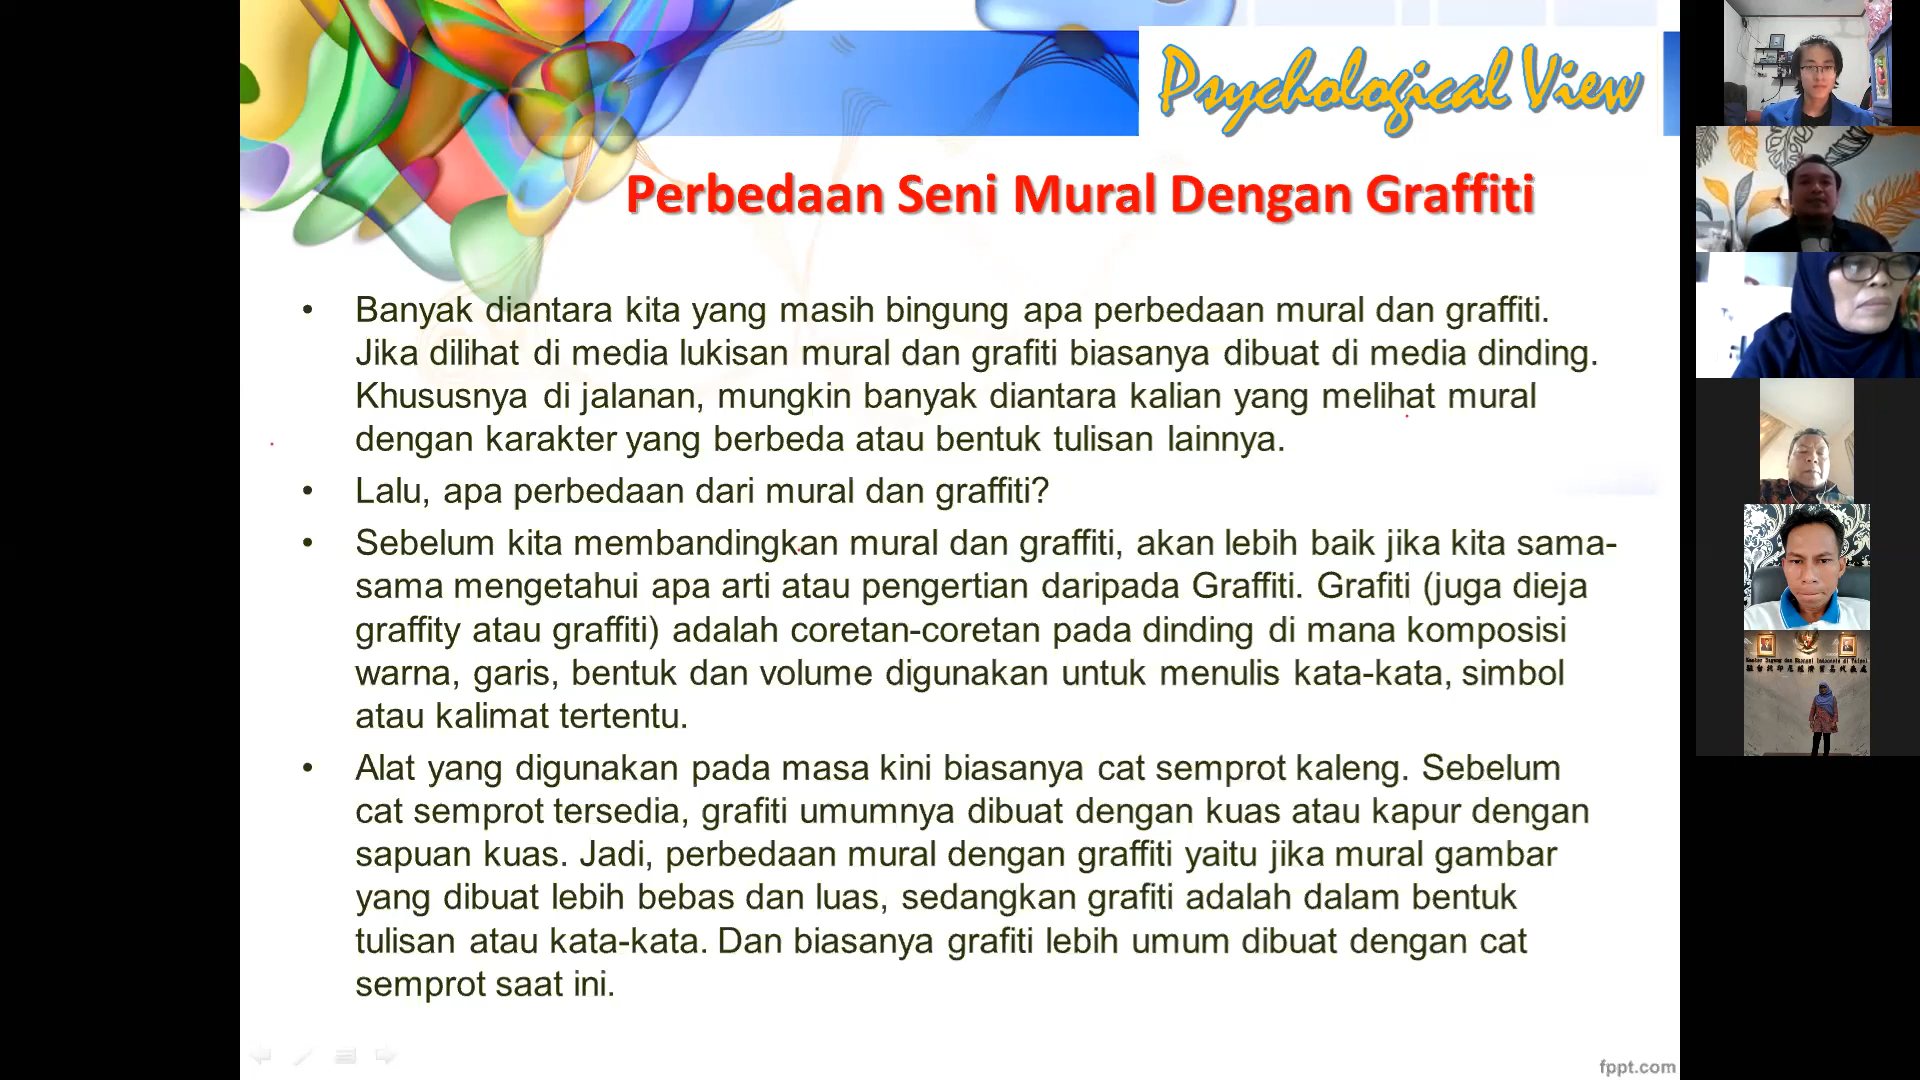 Psychological View
Perbedaan Seni Mural Dengan Graffiti
• Banyak diantara kita yang masih bingung apa perbedaan mural dan graffiti.
Jika dilihat di media lukisan mural dan grafiti biasanya dibuat di media dinding.
Khususnya di jalanan, mungkin banyak diantara kalian yang melihat mural
dengan karakter yang berbeda atau bentuk tulisan lainnya.
• Lalu, apa perbedaan dari mural dan graffiti?
• Sebelum kita membandingkan mural dan graffiti, akan lebih baik jika kita sama-
sama mengetahui apa arti atau pengertian daripada Graffiti. Grafiti (juga dieja
graffity atau graffiti) adalah coretan-coretan pada dinding di mana komposisi
warna, garis, bentuk dan volume digunakan untuk menulis kata-kata, simbol
atau kalimat tertentu.
• Alat yang digunakan pada masa kini biasanya cat semprot kaleng. Sebelum
cat semprot tersedia, grafiti umumnya dibuat dengan kuas atau kapur dengan
sapuan kuas. Jadi, perbedaan mural dengan graffiti yaitu jika mural gambar
yang dibuat lebih bebas dan luas, sedangkan grafiti adalah dalam bentuk
tulisan atau kata-kata. Dan biasanya grafiti lebih umum dibuat dengan cat
semprot saat ini.
fppt.com
Kantor Dagang dan Ekonomi Indonesia di Taipei